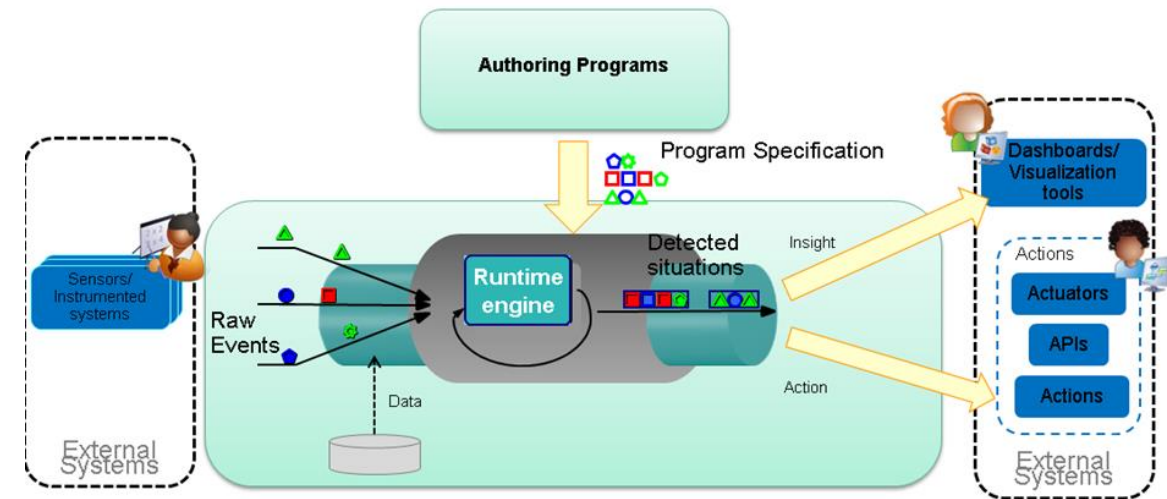 Authoring Programs
Program Specification
Dashboards/
Visualization
tools
Sensors/
Instrumented
systems
Raw
Events
Runtime
engine
Detected
situations
Insight
Actions
Actuators
APIs
Actions
Data
Action
External
Systems
External
Systems